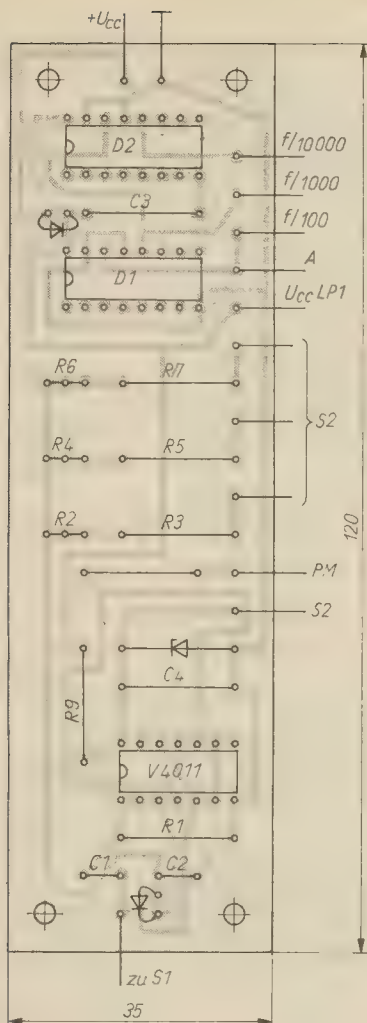 +Ucc
D2
f/10000
f/1000
C3
f/100
D1
A
Ucc LP1
R6
R7
S2
R4
R5
R2
R3
120
PM
S2
R9
C4
V4011
R1
C1
C2
zu S1
35